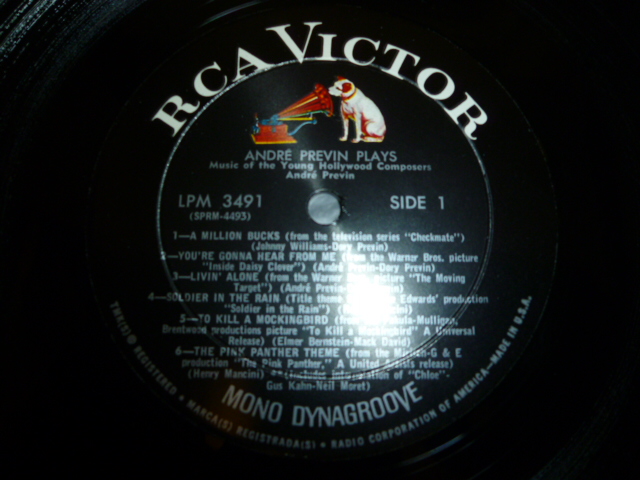 RCA VICTOR
ANDRÉ PREVIN PLAYS
Music of the Young Hollywood Composers
André Previn
LPM 3491
(SPRM-4493)
SIDE 1
1—A MILLION BUCKS (from the television series "Checkmate")
(Johnny Williams-Dory Previn)
2—YOU'RE GONNA HEAR FROM ME (from the Warner Bros. picture
"Inside Daisy Clover") (André Previn-Dory Previn)
3—LIVIN' ALONE (from the Warner picture "The Moving
Target") (André Previn-
4—SOLDIER IN THE RAIN (Title theme Edwards' production
"Soldier in the Rain")
5—TO KILL A MOCKINGBIRD (from Pakula-Mulligan,
Brentwood productions picture "To Kill a Mockingbird" A Universal
Release) (Elmer Bernstein-Mack David)
6—THE PINK PANTHER THEME (from the Mirisch-G & E
production "The Pink Panther," A United Artists release)
(Henry Mancini) (Includes interpolation of "Chloe"-
Gus Kahn-Neil Moret)
MONO DYNAGROOVE
TMK(S) ® REGISTERED • MARCA(S) REGISTRADA(S) • RADIO CORPORATION OF AMERICA—MADE IN U.S.A.